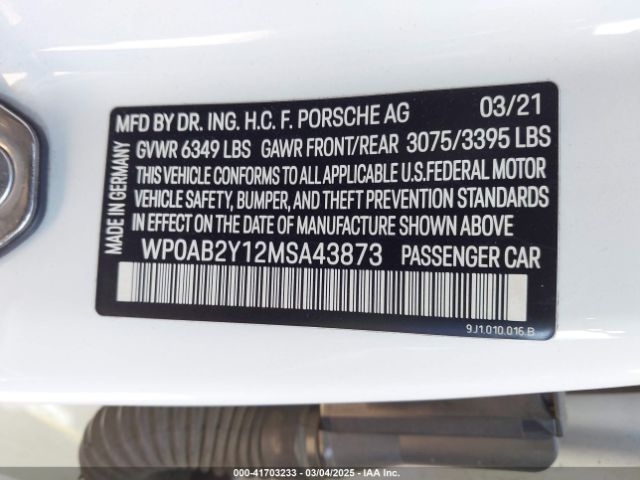 MFD BY DR. ING. H.C. F. PORSCHE AG 03/21
GVWR 6349 LBS GAWR FRONT/REAR 3075/3395 LBS
THIS VEHICLE CONFORMS TO ALL APPLICABLE U.S.FEDERAL MOTOR
VEHICLE SAFETY, BUMPER, AND THEFT PREVENTION STANDARDS
IN EFFECT ON THE DATE OF MANUFACTURE SHOWN ABOVE
WP0AB2Y12MSA43873 PASSENGER CAR
MADE IN GERMANY
9J1.010.016.B
000-41703233 - 03/04/2025 - IAA Inc.